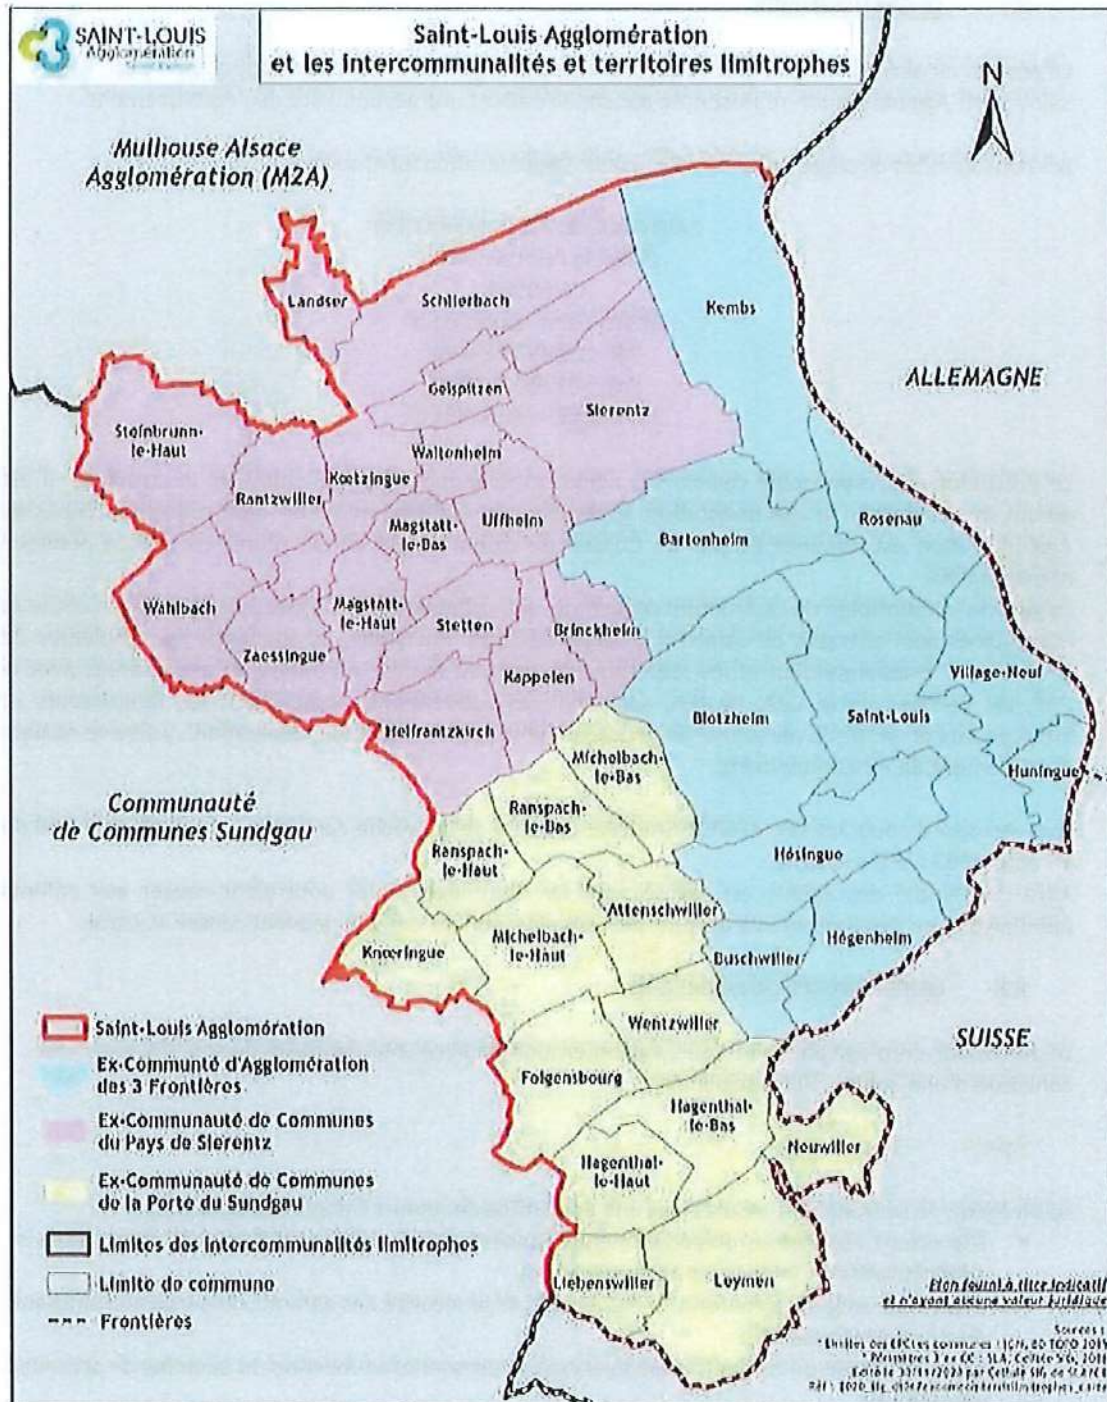 SAINT-LOUIS
Agglomération
Saint-Louis Agglomération
et les intercommunalités et territoires limitrophes
N
Mulhouse Alsace
Agglomération (M2A)
Landser
Schlierbach
Kembs
ALLEMAGNE
Geispitzen
Sierentz
Steinbrunn-
le-Haut
Waltenheim
Kœtzingue
Rantzwiller
Uffheim
Magstatt-
le-Bas
Rosenau
Bartenheim
Wahlbach
Magstatt-
le-Haut
Stetten
Brinckheim
Zaessingue
Kappelen
Village-Neuf
Blotzheim
Saint-Louis
Helfrantzkirch
Michelbach-
le-Bas
Huningue
Communauté
de Communes Sundgau
Ranspach-
le-Bas
Ranspach-
le-Haut
Hésingue
Attenschwiller
Michelbach-
le-Haut
Hégenheim
Knœringue
Buschwiller
Wentzwiller
SUISSE
Folgensbourg
Hagenthal-
le-Bas
Neuwiller
Hagenthal-
le-Haut
Liebenswiller
Leymen
Saint-Louis Agglomération
Ex-Communté d'Agglomération
des 3 Frontières
Ex-Communauté de Communes
du Pays de Sierentz
Ex-Communauté de Communes
de la Porte du Sundgau
Limites des intercommunalités limitrophes
Limite de commune
Frontières
Plan fourni à titre indicatif
et n'ayant aucune valeur juridique
Sources :